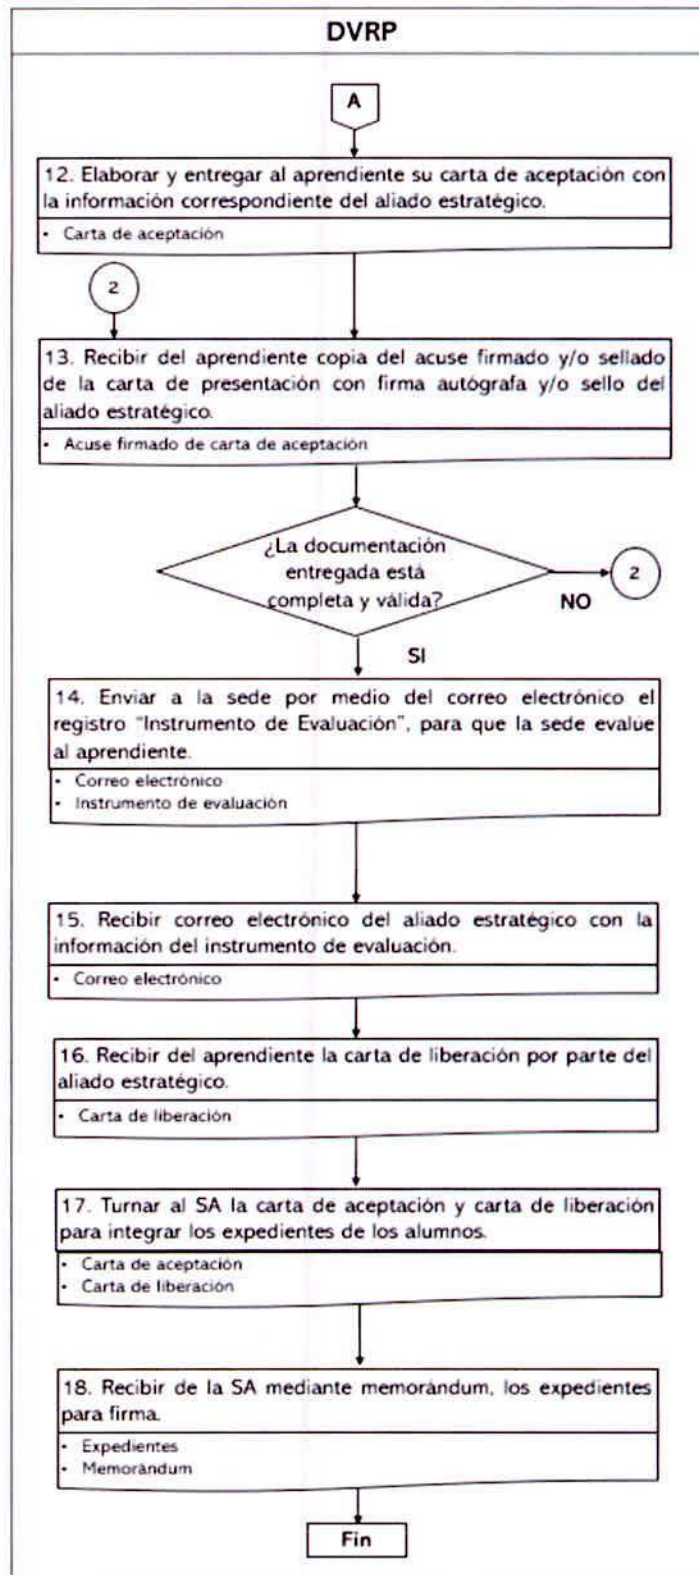 DVRP
A
12. Elaborar y entregar al aprendiente su carta de aceptación con
la información correspondiente del aliado estratégico.
• Carta de aceptación
2
13. Recibir del aprendiente copia del acuse firmado y/o sellado
de la carta de presentación con firma autógrafa y/o sello del
aliado estratégico.
• Acuse firmado de carta de aceptación
¿La documentación
entregada está
completa y válida?
NO
2
SI
14. Enviar a la sede por medio del correo electrónico el
registro "Instrumento de Evaluación", para que la sede evalúe
al aprendiente.
• Correo electrónico
• Instrumento de evaluación
15. Recibir correo electrónico del aliado estratégico con la
información del instrumento de evaluación.
• Correo electrónico
16. Recibir del aprendiente la carta de liberación por parte del
aliado estratégico.
• Carta de liberación
17. Turnar al SA la carta de aceptación y carta de liberación
para integrar los expedientes de los alumnos.
• Carta de aceptación
• Carta de liberación
18. Recibir de la SA mediante memorándum, los expedientes
para firma.
• Expedientes
• Memorándum
Fin